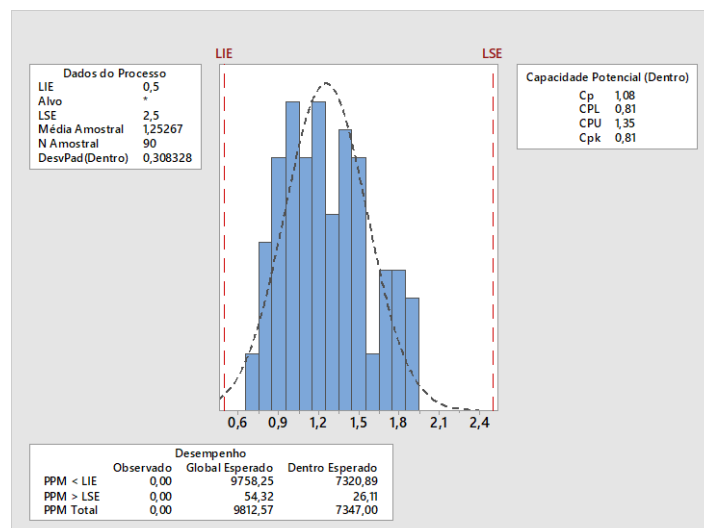 LIE LSE
Dados do Processo
LIE 0,5
Alvo *
LSE 2,5
Média Amostral 1,25267
N Amostral 90
DesvPad(Dentro) 0,308328
Capacidade Potencial (Dentro)
Cp 1,08
CPL 0,81
CPU 1,35
Cpk 0,81
0,6 0,9 1,2 1,5 1,8 2,1 2,4
Desempenho
Observado Global Esperado Dentro Esperado
PPM < LIE 0,00 9758,25 7320,89
PPM > LSE 0,00 54,32 26,11
PPM Total 0,00 9812,57 7347,00